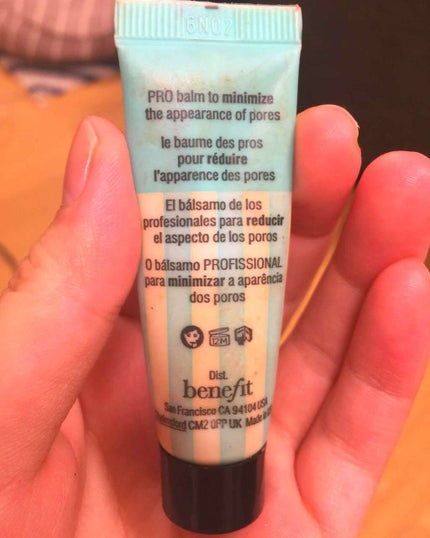 6N02
PRO balm to minimize
the appearance of pores
le baume des pros
pour réduire
l'apparence des pores
El bálsamo de los
profesionales para reducir
el aspecto de los poros
O bálsamo PROFISSIONAL
para minimizar a aparência
dos poros
12M
Dist.
benefit
San Francisco CA 94104 USA
CM2 0PP UK Made in